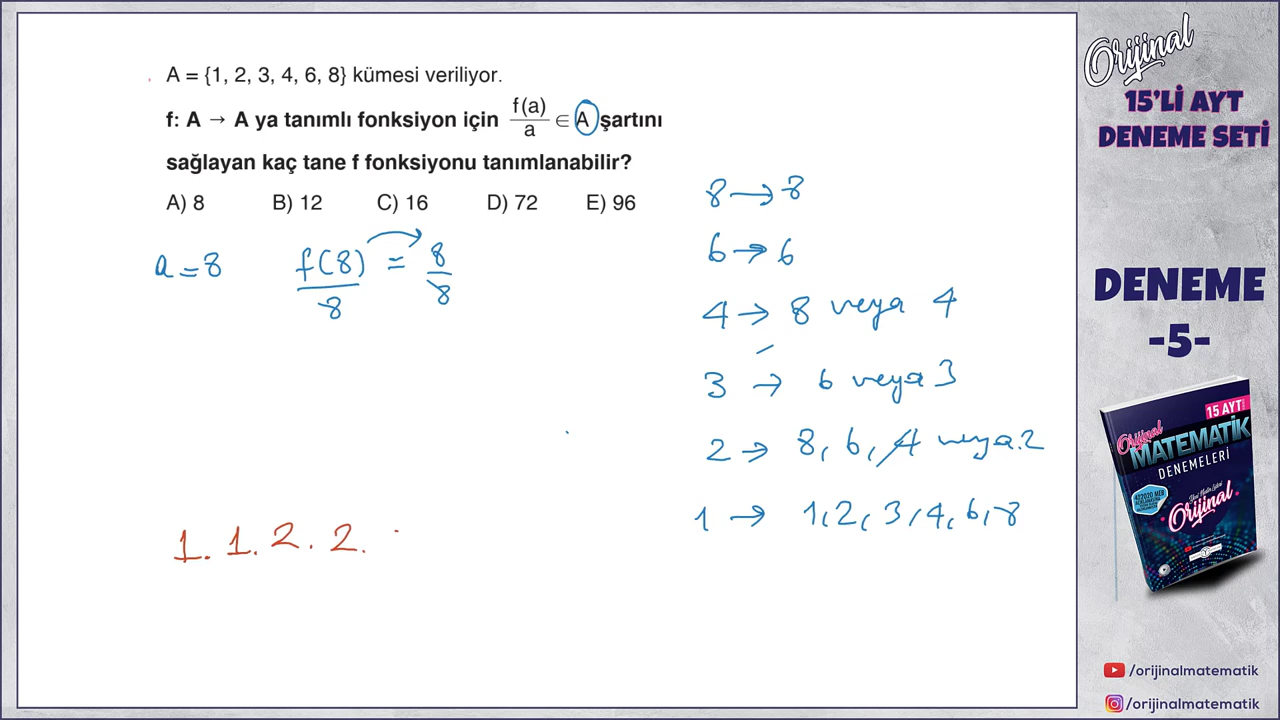 A = {1, 2, 3, 4, 6, 8} kümesi veriliyor.
f: A → A ya tanımlı fonksiyon için f(a)/a ∈ A şartını
sağlayan kaç tane f fonksiyonu tanımlanabilir?
A) 8 B) 12 C) 16 D) 72 E) 96
a = 8 f(8)/8 = 8/8
8 → 8
6 → 6
4 → 8 veya 4
3 → 6 veya 3
2 → 8, 6, 4 veya 2
1 → 1, 2, 3, 4, 6, 8
1. 1. 2. 2.
Orijinal
15'Lİ AYT
DENEME SETİ
DENEME
-5-
15 AYT
Orijinal
MATEMATİK
DENEMELERİ
Orijinal
/orijinalmatematik
/orijinalmatematik